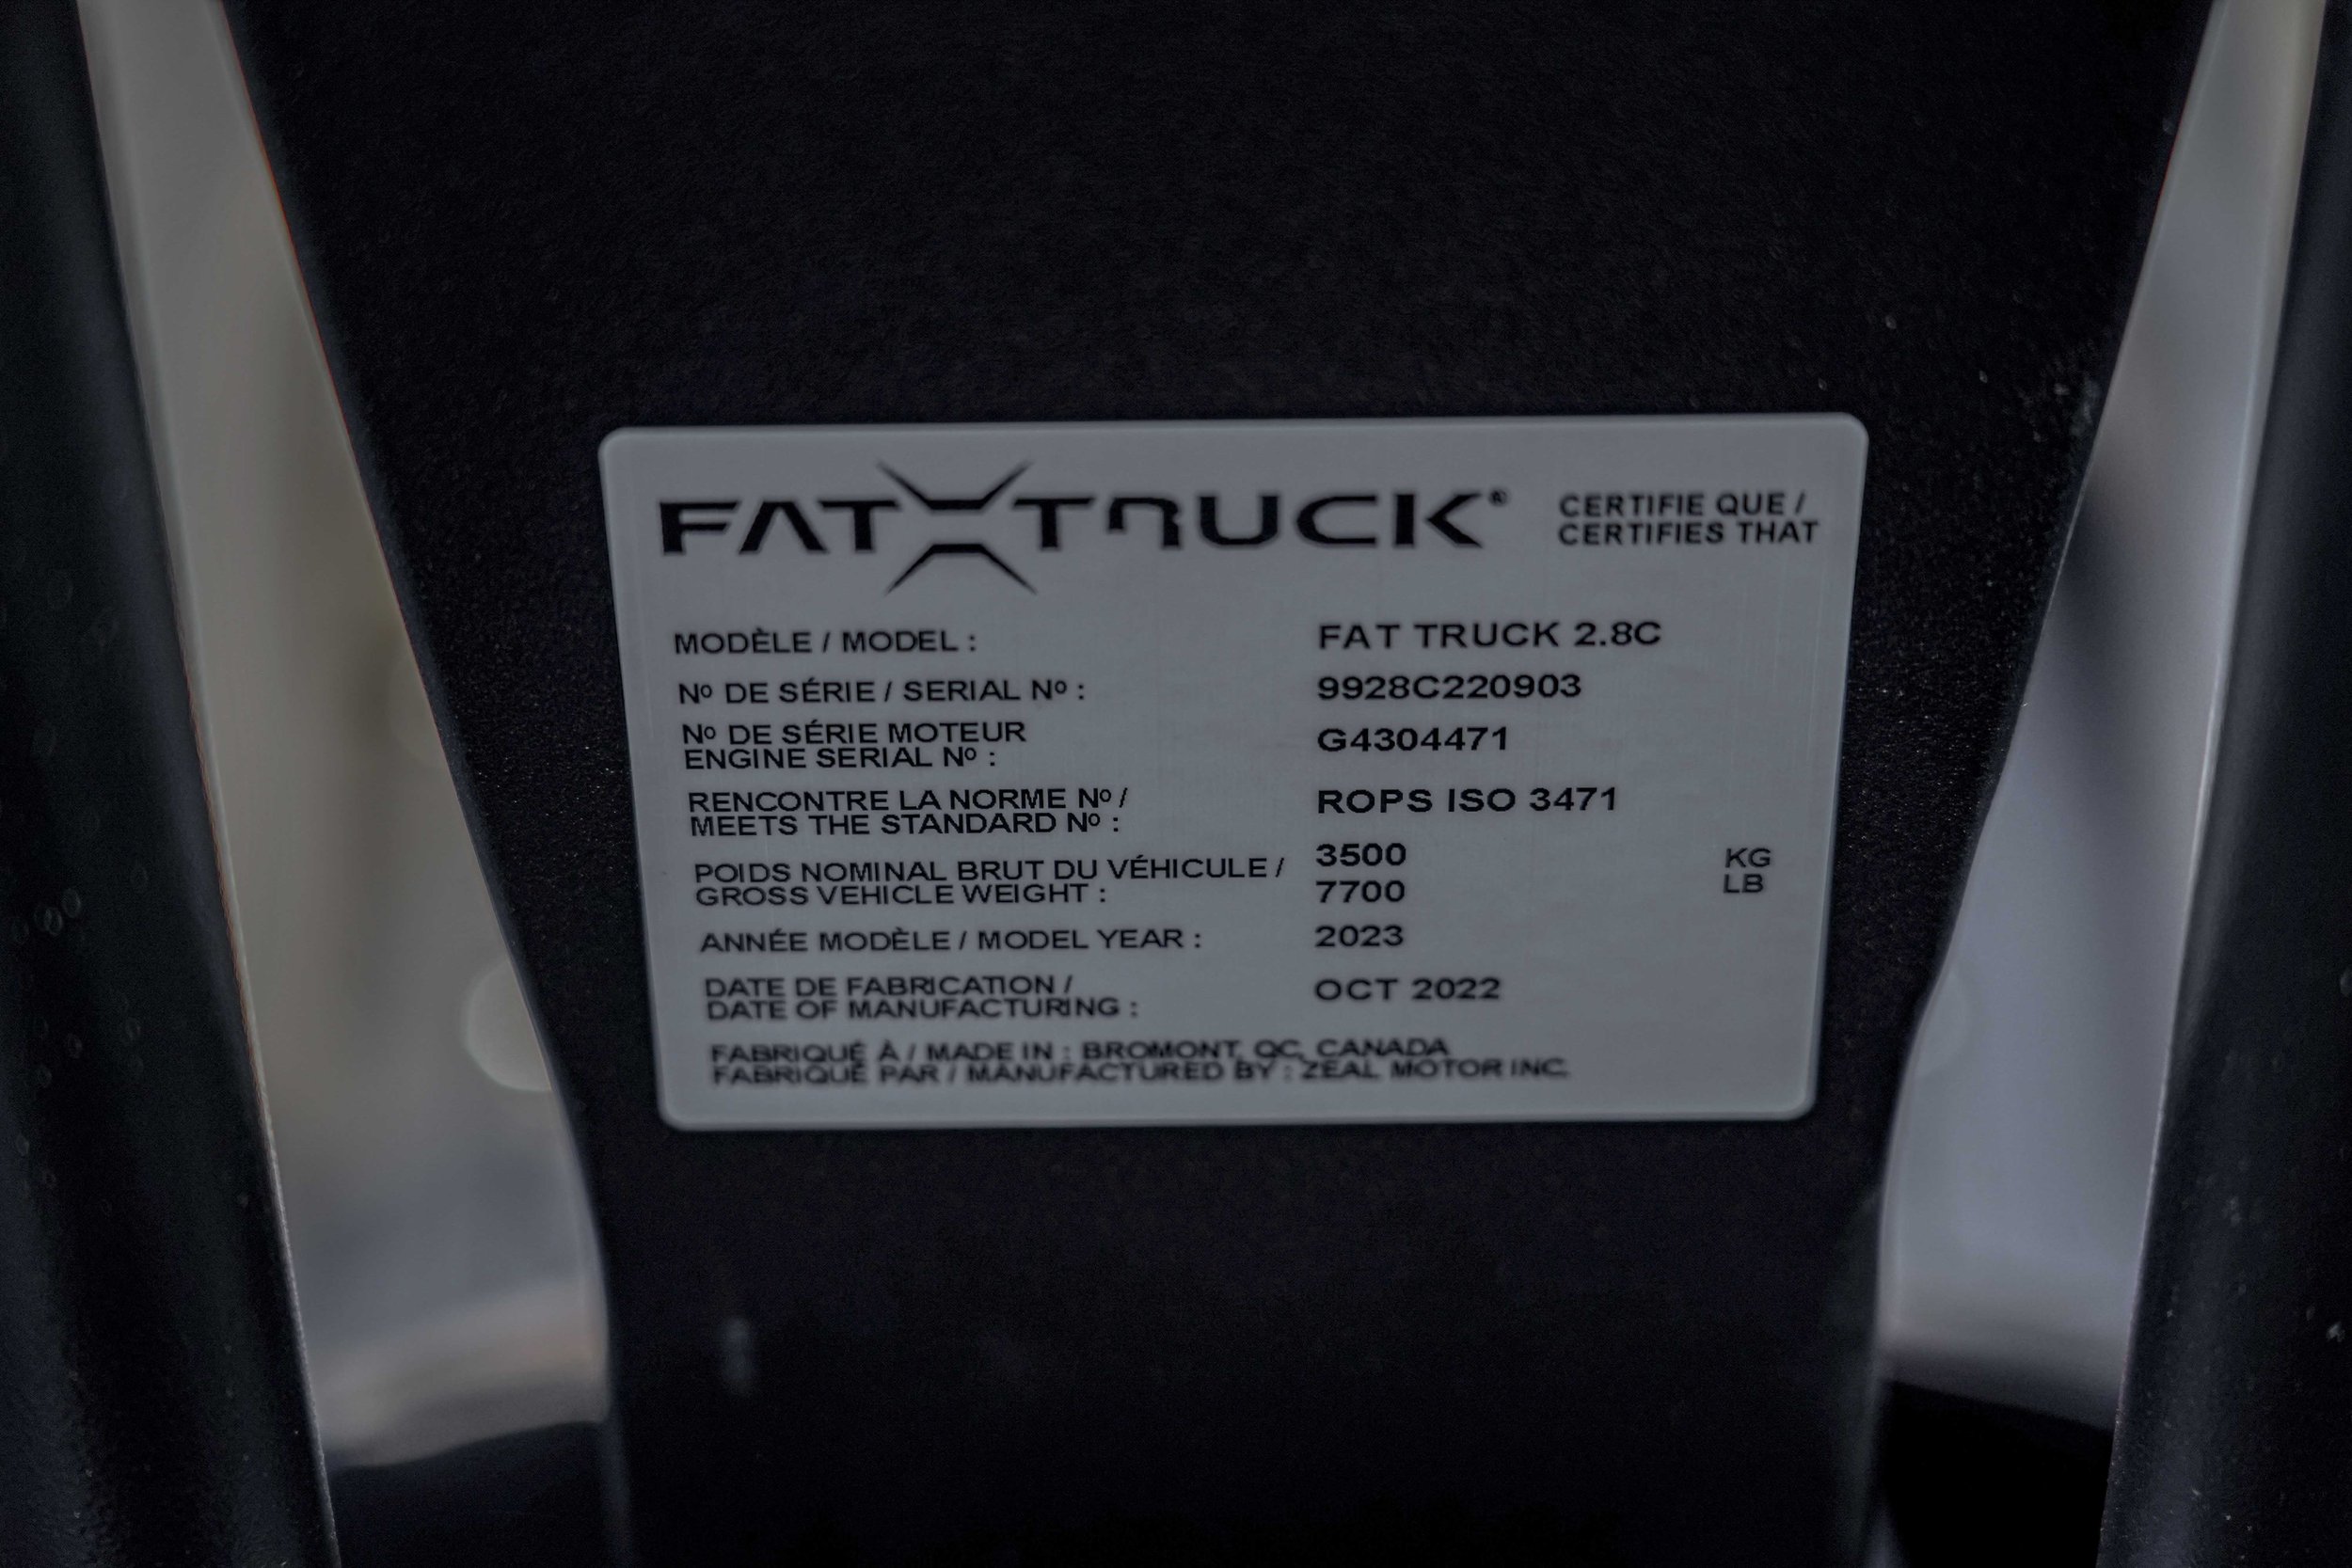 FAT TRUCK®
CERTIFIE QUE /
CERTIFIES THAT
MODÈLE / MODEL : FAT TRUCK 2.8C
Nº DE SÉRIE / SERIAL Nº : 9928C220903
Nº DE SÉRIE MOTEUR
ENGINE SERIAL Nº : G4304471
RENCONTRE LA NORME Nº /
MEETS THE STANDARD Nº : ROPS ISO 3471
POIDS NOMINAL BRUT DU VÉHICULE / 3500 KG
GROSS VEHICLE WEIGHT : 7700 LB
ANNÉE MODÈLE / MODEL YEAR : 2023
DATE DE FABRICATION /
DATE OF MANUFACTURING : OCT 2022
FABRIQUÉ À / MADE IN : BROMONT, QC, CANADA
FABRIQUÉ PAR / MANUFACTURED BY : ZEAL MOTOR INC.